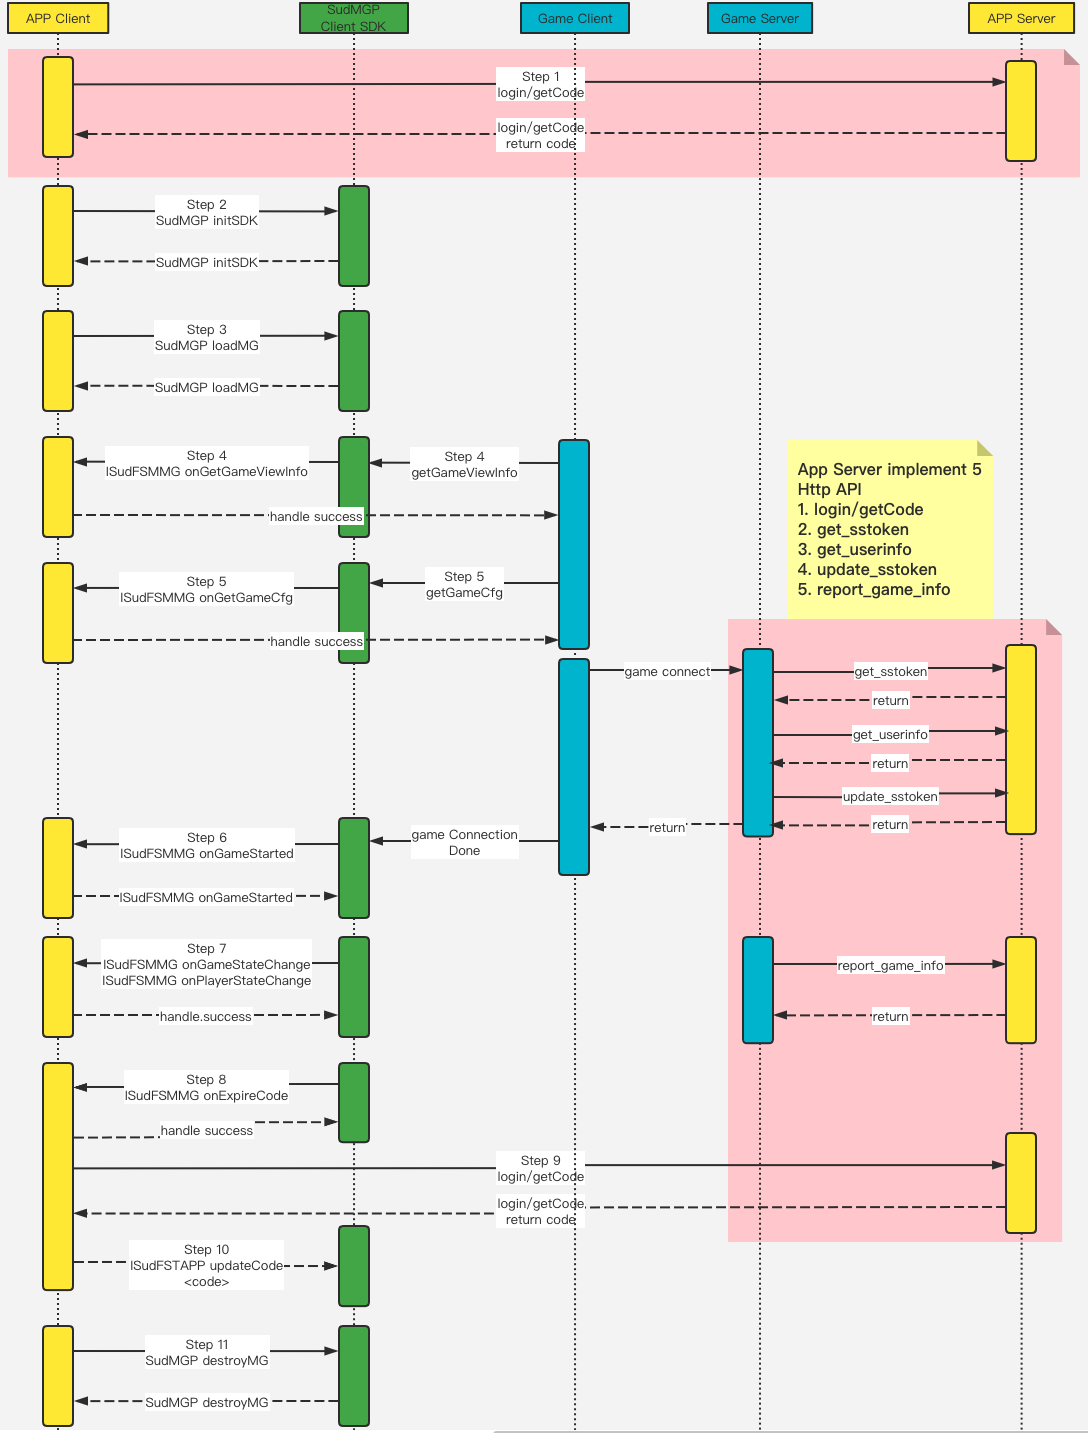 APP Client
SudMGP
Client SDK
Game Client
Game Server
APP Server
Step 1
login/getCode
login/getCode
return code
Step 2
SudMGP initSDK
SudMGP initSDK
Step 3
SudMGP loadMG
SudMGP loadMG
Step 4
ISudFSMMG onGetGameViewInfo
Step 4
getGameViewInfo
handle success
App Server implement 5
Http API
1. login/getCode
2. get_sstoken
3. get_userinfo
4. update_sstoken
5. report_game_info
Step 5
ISudFSMMG onGetGameCfg
Step 5
getGameCfg
handle success
game connect
get_sstoken
return
get_userinfo
return
update_sstoken
return
return
game Connection
Done
Step 6
ISudFSMMG onGameStarted
ISudFSMMG onGameStarted
Step 7
ISudFSMMG onGameStateChange
ISudFSMMG onPlayerStateChange
handle.success
report_game_info
return
Step 8
ISudFSMMG onExpireCode
handle success
Step 9
login/getCode
login/getCode
return code
Step 10
ISudFSTAPP updateCode
<code>
Step 11
SudMGP destroyMG
SudMGP destroyMG